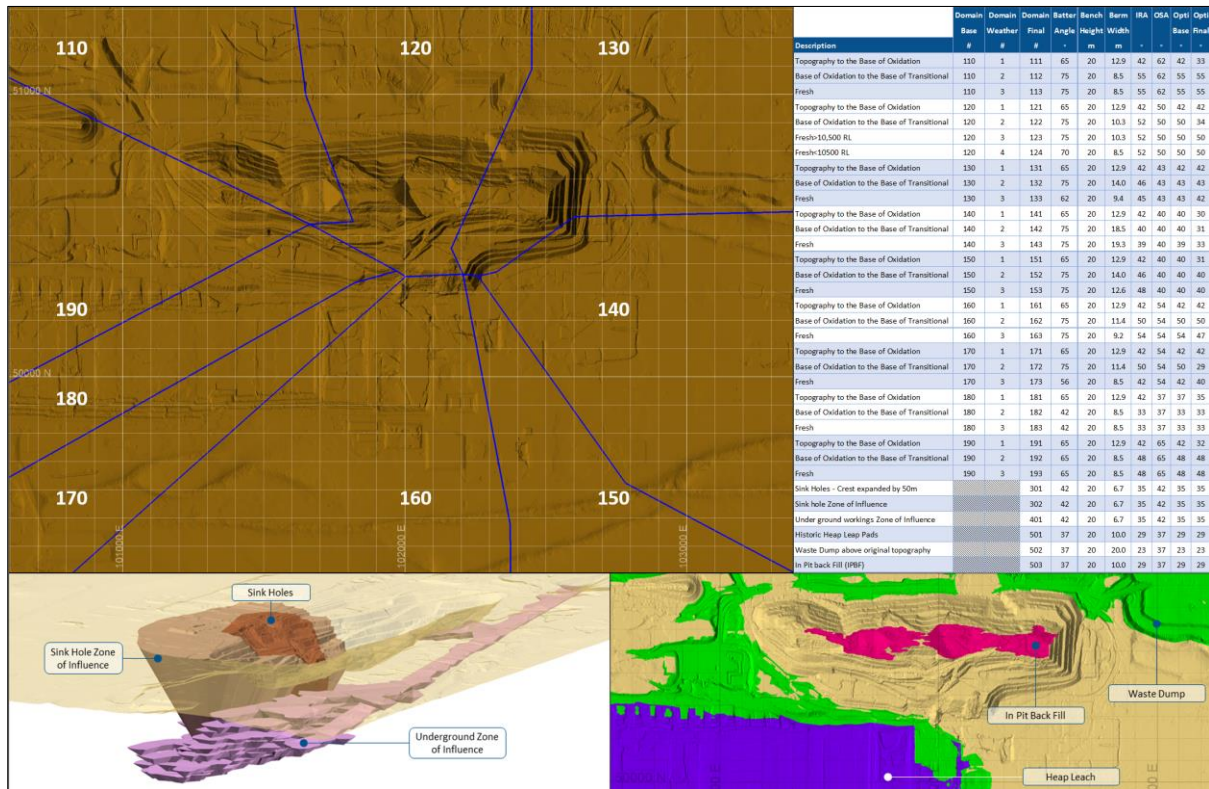 110
120
130
51000 N
190
140
50000 N
180
170
160
150
101000 E
102000 E
103000 E
Description | Domain Base # | Domain Weather # | Domain Final # | Batter Angle ° | Bench Height m | Berm Width m | IRA ° | OSA ° | Opti Base ° | Opti Final °
Topography to the Base of Oxidation 110 1 111 65 20 12.9 42 62 42 33
Base of Oxidation to the Base of Transitional 110 2 112 75 20 8.5 55 62 55 55
Fresh 110 3 113 75 20 8.5 55 62 55 55
Topography to the Base of Oxidation 120 1 121 65 20 12.9 42 50 42 42
Base of Oxidation to the Base of Transitional 120 2 122 75 20 10.3 52 50 50 34
Fresh>10,500 RL 120 3 123 75 20 10.3 52 50 50 50
Fresh<10500 RL 120 4 124 70 20 8.5 52 50 50 50
Topography to the Base of Oxidation 130 1 131 65 20 12.9 42 43 42 42
Base of Oxidation to the Base of Transitional 130 2 132 75 20 14.0 46 43 43 43
Fresh 130 3 133 62 20 9.4 45 43 43 42
Topography to the Base of Oxidation 140 1 141 65 20 12.9 42 40 40 30
Base of Oxidation to the Base of Transitional 140 2 142 75 20 18.5 40 40 40 31
Fresh 140 3 143 75 20 19.3 39 40 39 33
Topography to the Base of Oxidation 150 1 151 65 20 12.9 42 40 40 31
Base of Oxidation to the Base of Transitional 150 2 152 75 20 14.0 46 40 40 40
Fresh 150 3 153 75 20 12.6 48 40 40 40
Topography to the Base of Oxidation 160 1 161 65 20 12.9 42 54 42 42
Base of Oxidation to the Base of Transitional 160 2 162 75 20 11.4 50 54 50 50
Fresh 160 3 163 75 20 9.2 54 54 54 47
Topography to the Base of Oxidation 170 1 171 65 20 12.9 42 54 42 42
Base of Oxidation to the Base of Transitional 170 2 172 75 20 11.4 50 54 50 29
Fresh 170 3 173 56 20 8.5 42 54 42 40
Topography to the Base of Oxidation 180 1 181 65 20 12.9 42 37 37 35
Base of Oxidation to the Base of Transitional 180 2 182 42 20 8.5 33 37 33 33
Fresh 180 3 183 42 20 8.5 33 37 33 33
Topography to the Base of Oxidation 190 1 191 65 20 12.9 42 65 42 32
Base of Oxidation to the Base of Transitional 190 2 192 65 20 8.5 48 65 48 48
Fresh 190 3 193 65 20 8.5 48 65 48 48
Sink Holes - Crest expanded by 50m 301 42 20 6.7 35 42 35 35
Sink hole Zone of Influence 302 42 20 6.7 35 42 35 35
Under ground workings Zone of Influence 401 42 20 6.7 35 42 35 35
Historic Heap Leap Pads 501 37 20 10.0 29 37 29 29
Waste Dump above original topography 502 37 20 20.0 23 37 23 23
In Pit back Fill (IPBF) 503 37 20 10.0 29 37 29 29
Sink Holes
Sink Hole Zone
of Influence
Underground
Zone of
Influence
Waste Dump
In Pit Back Fill
Heap Leach